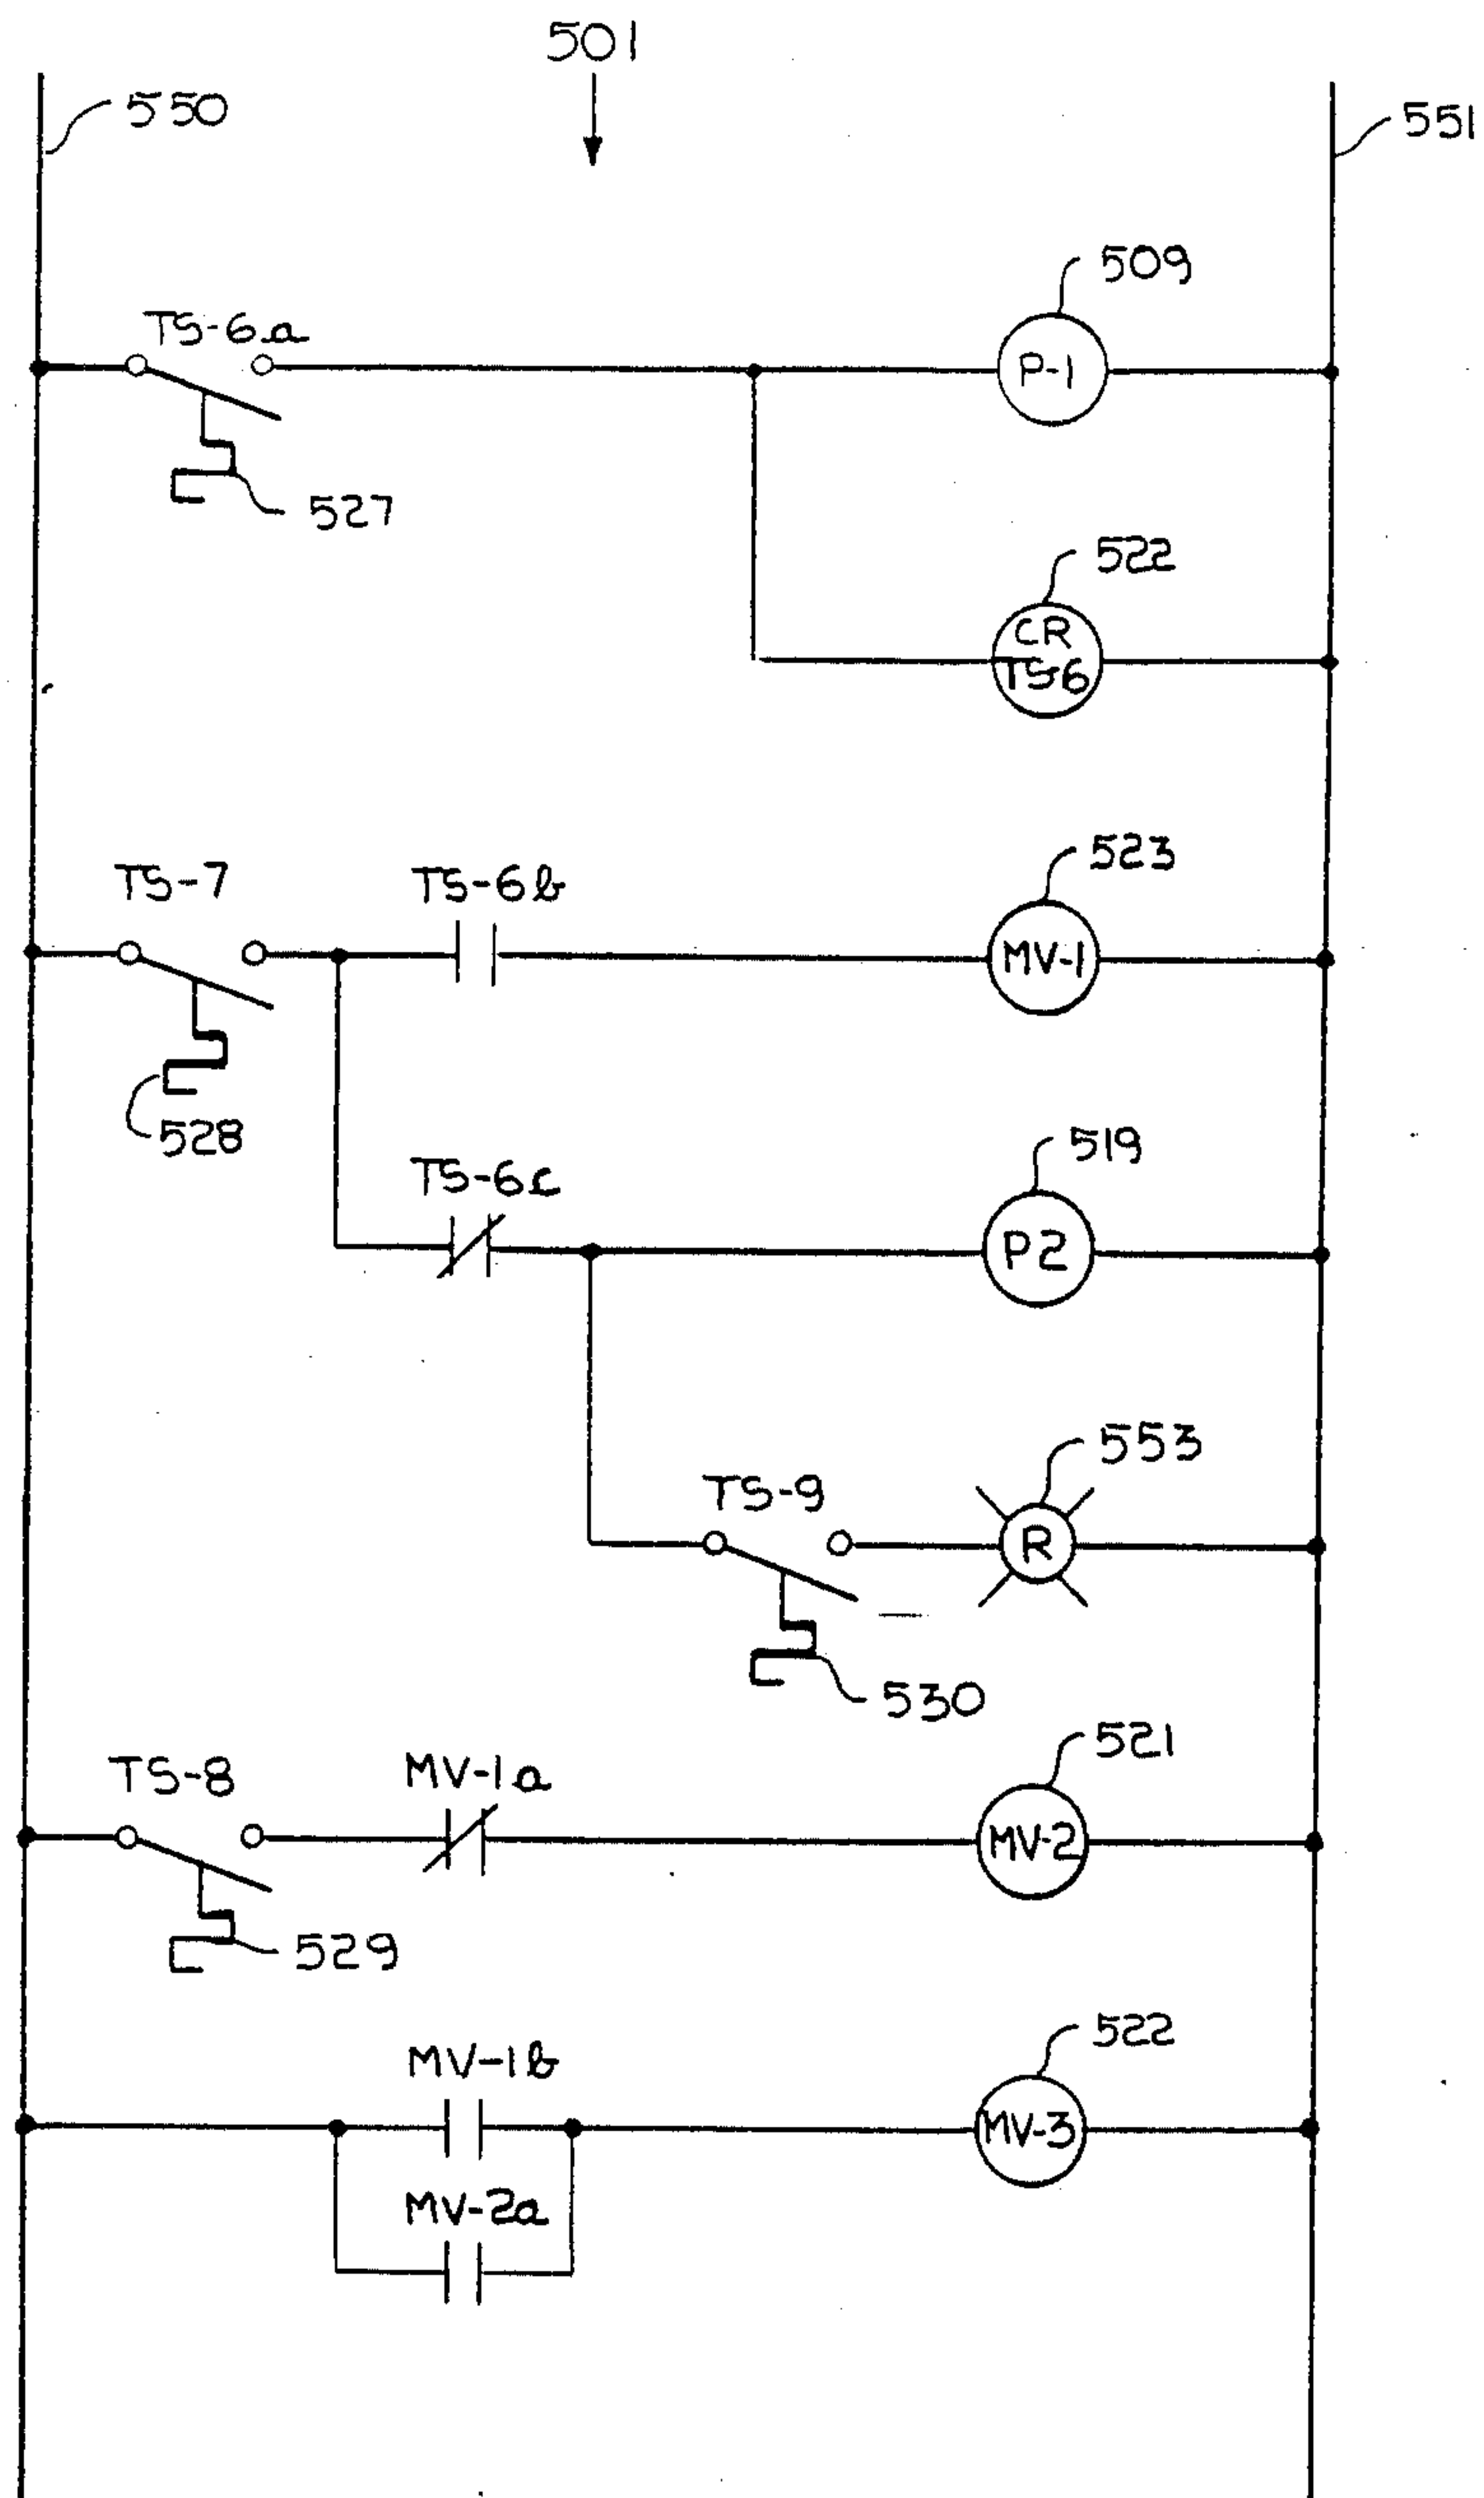 501
550
551
509
TS-6a
P-1
527
522
CR
TS6
523
TS-7
TS-6b
MV-1
528
519
TS-6c
P2
553
TS-9
R
530
521
TS-8
MV-1a
MV-2
529
522
MV-1b
MV-3
MV-2a